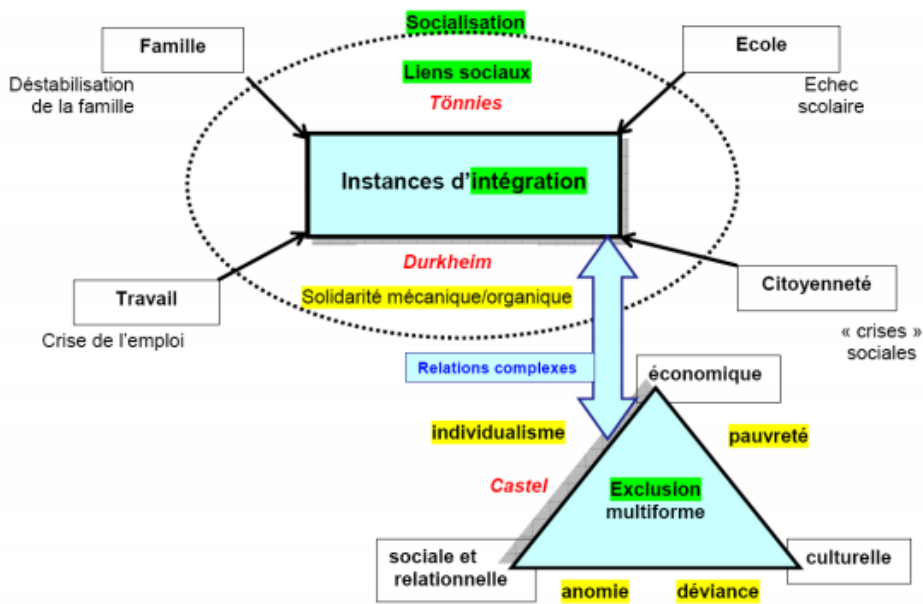 Socialisation
Famille
Ecole
Déstabilisation
de la famille
Liens sociaux
Tönnies
Echec
scolaire
Instances d'intégration
Durkheim
Solidarité mécanique/organique
Travail
Crise de l'emploi
Citoyenneté
« crises »
sociales
Relations complexes
économique
individualisme
pauvreté
Castel
Exclusion
multiforme
sociale et
relationnelle
culturelle
anomie
déviance